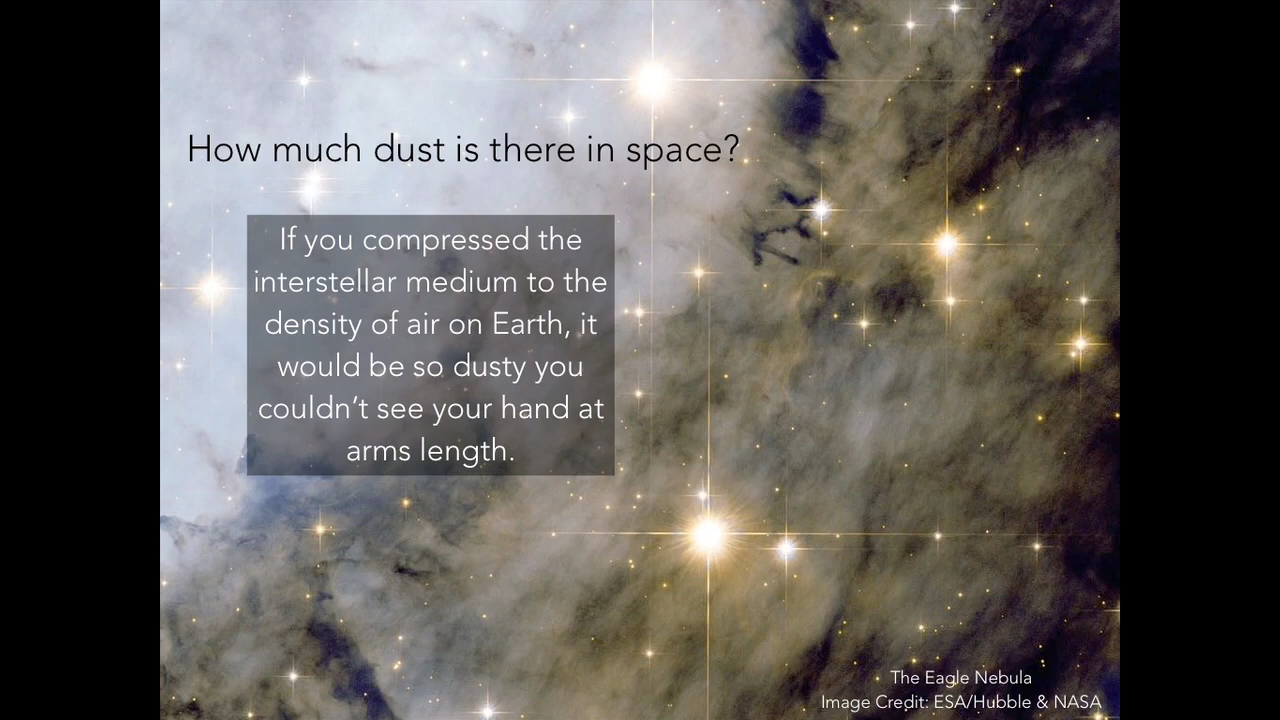 How much dust is there in space?
If you compressed the
interstellar medium to the
density of air on Earth, it
would be so dusty you
couldn’t see your hand at
arms length.
The Eagle Nebula
Image Credit: ESA/Hubble & NASA